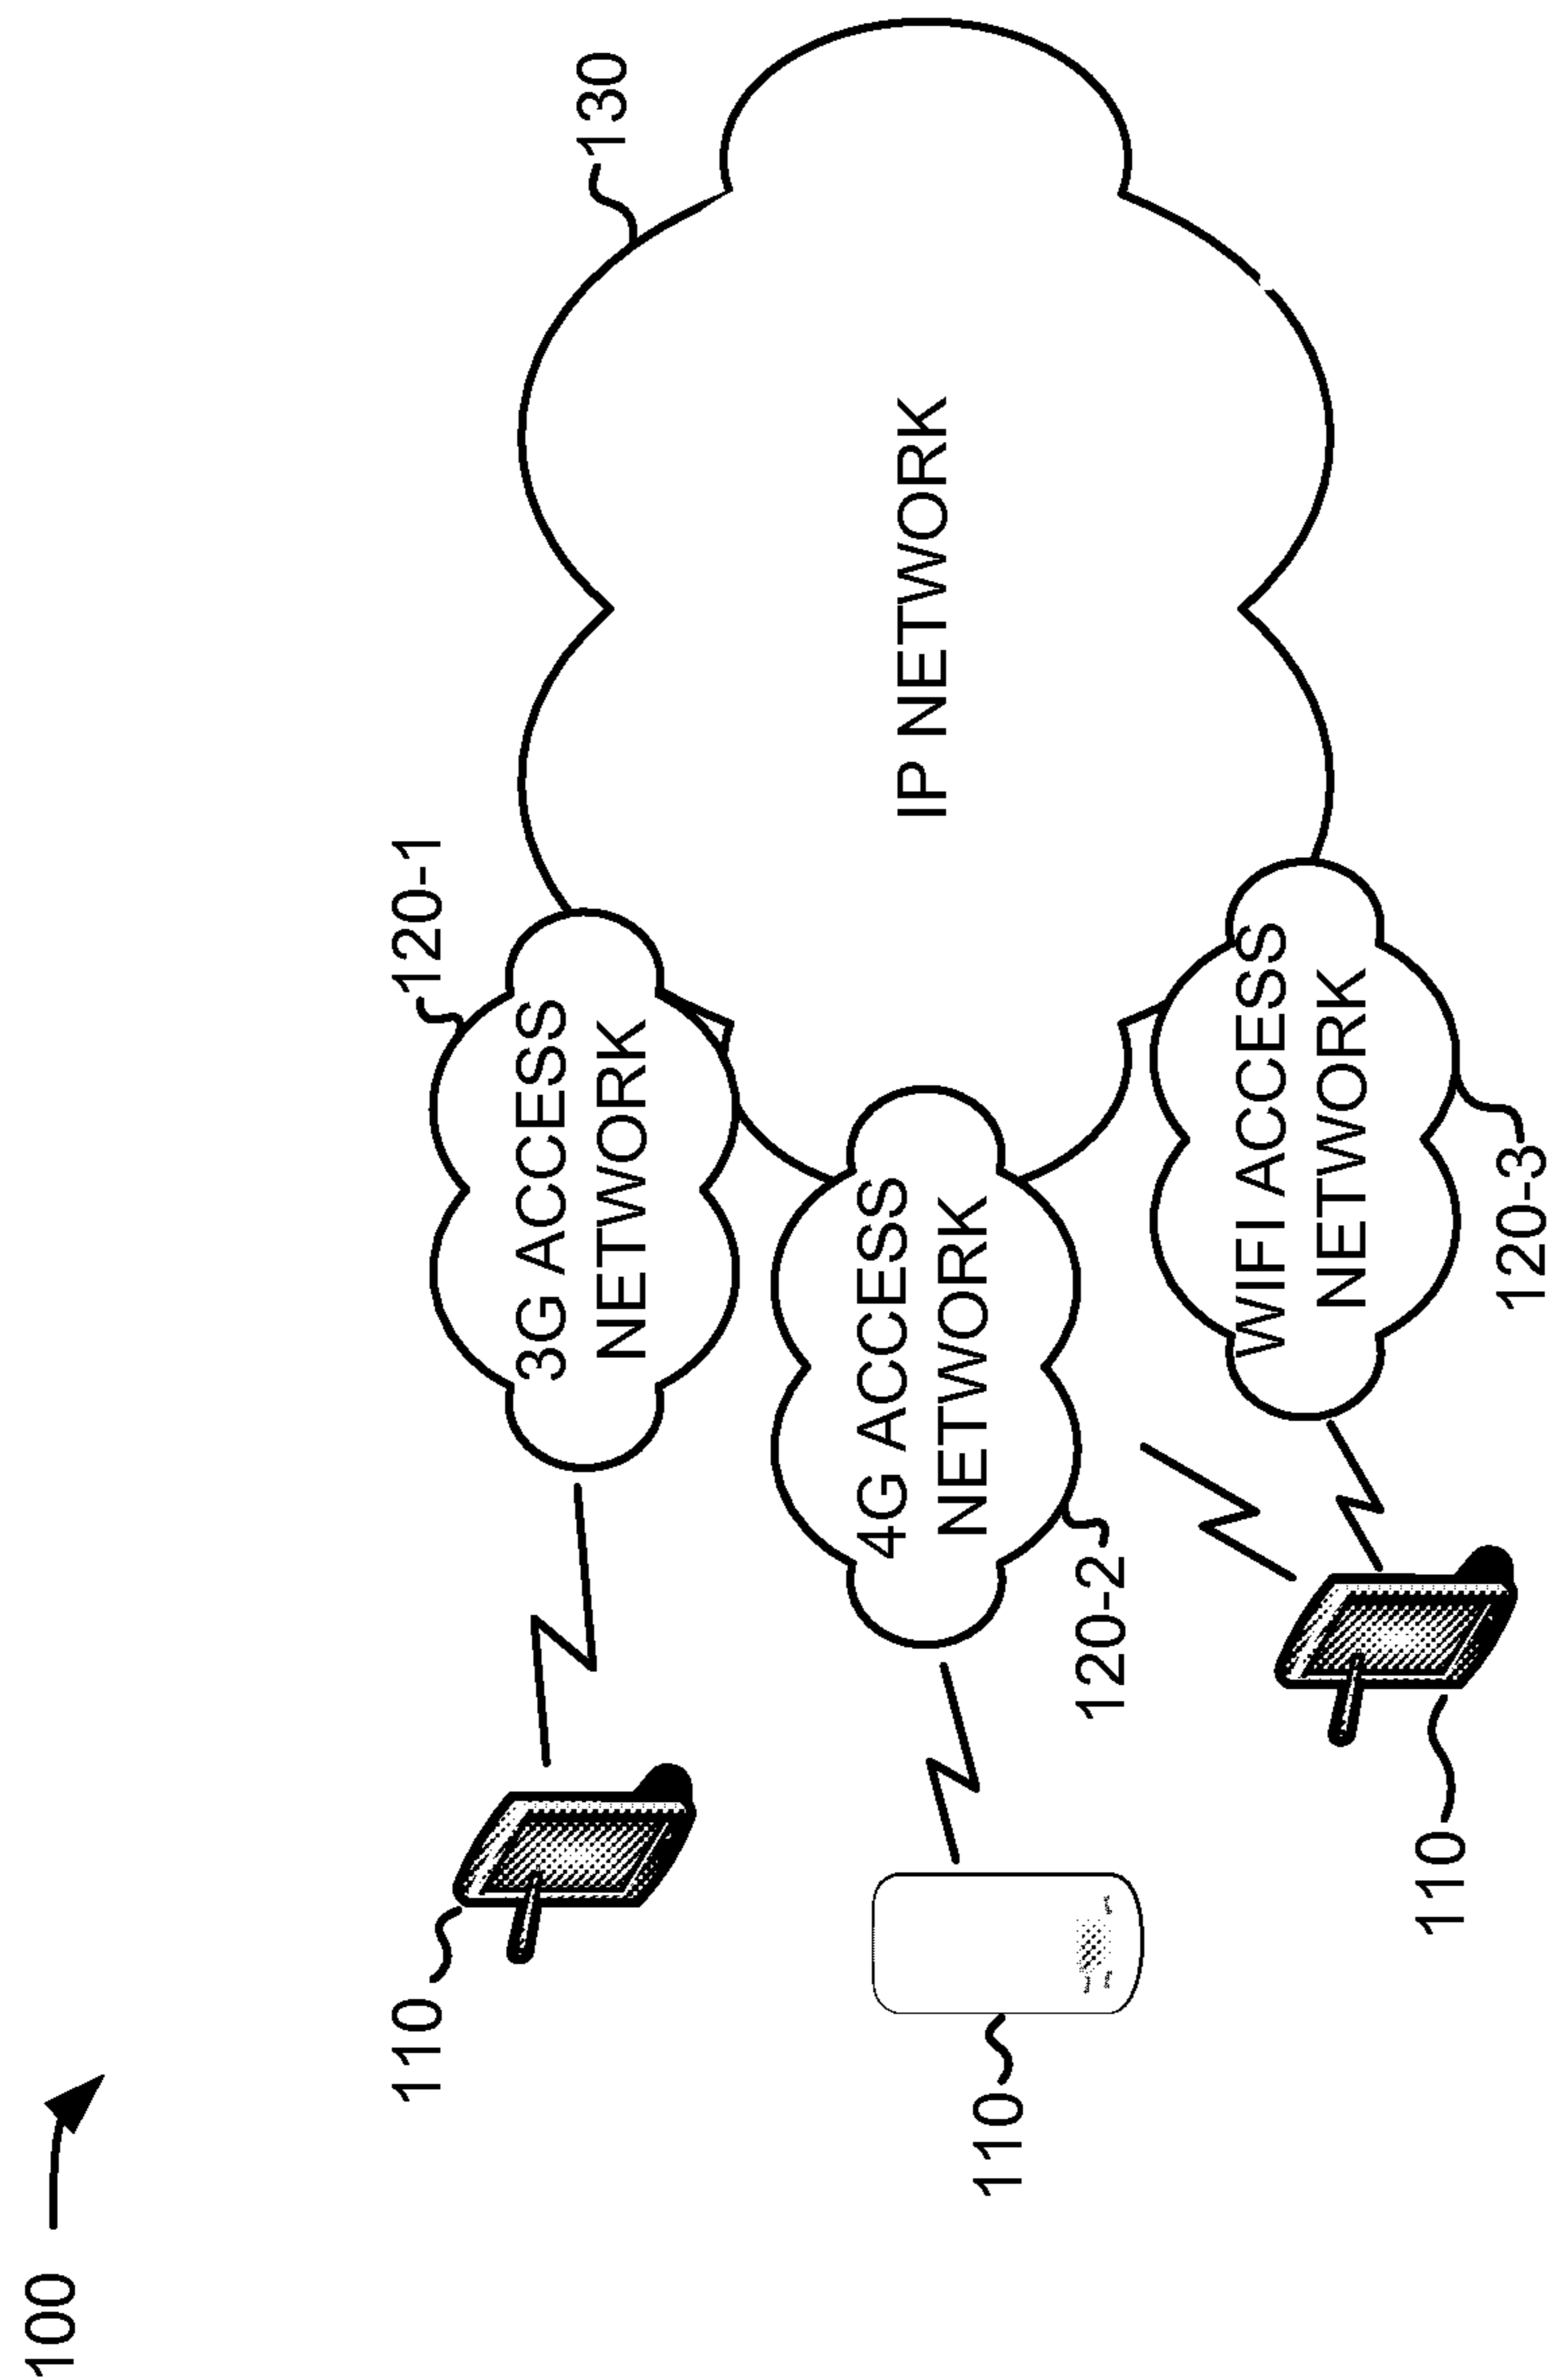 100
110
120-1
130
3G ACCESS
NETWORK
110
4G ACCESS
NETWORK
IP NETWORK
120-2
WIFI ACCESS
NETWORK
110
120-3